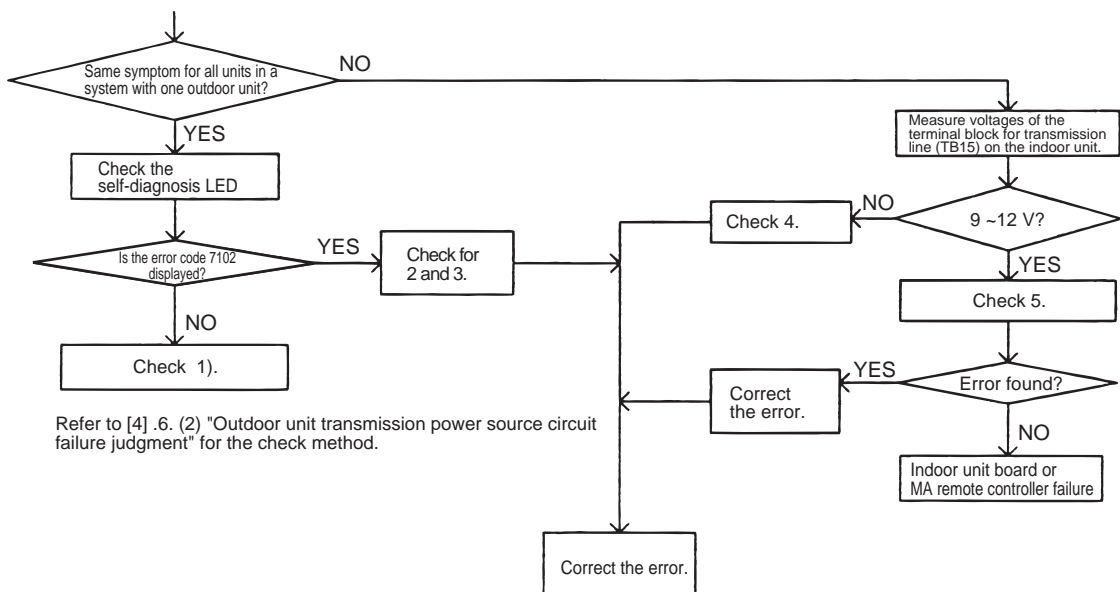 Same symptom for all units in a
system with one outdoor unit?
NO
YES
Measure voltages of the
terminal block for transmission
line (TB15) on the indoor unit.
Check the
self-diagnosis LED
9 ~12 V?
NO
Check 4.
YES
Is the error code 7102
displayed?
YES
Check for
2 and 3.
NO
Check 5.
Check  1).
Error found?
YES
Correct
the error.
NO
Refer to [4] .6. (2) "Outdoor unit transmission power source circuit
failure judgment" for the check method.
Indoor unit board or
MA remote controller failure
Correct the error.